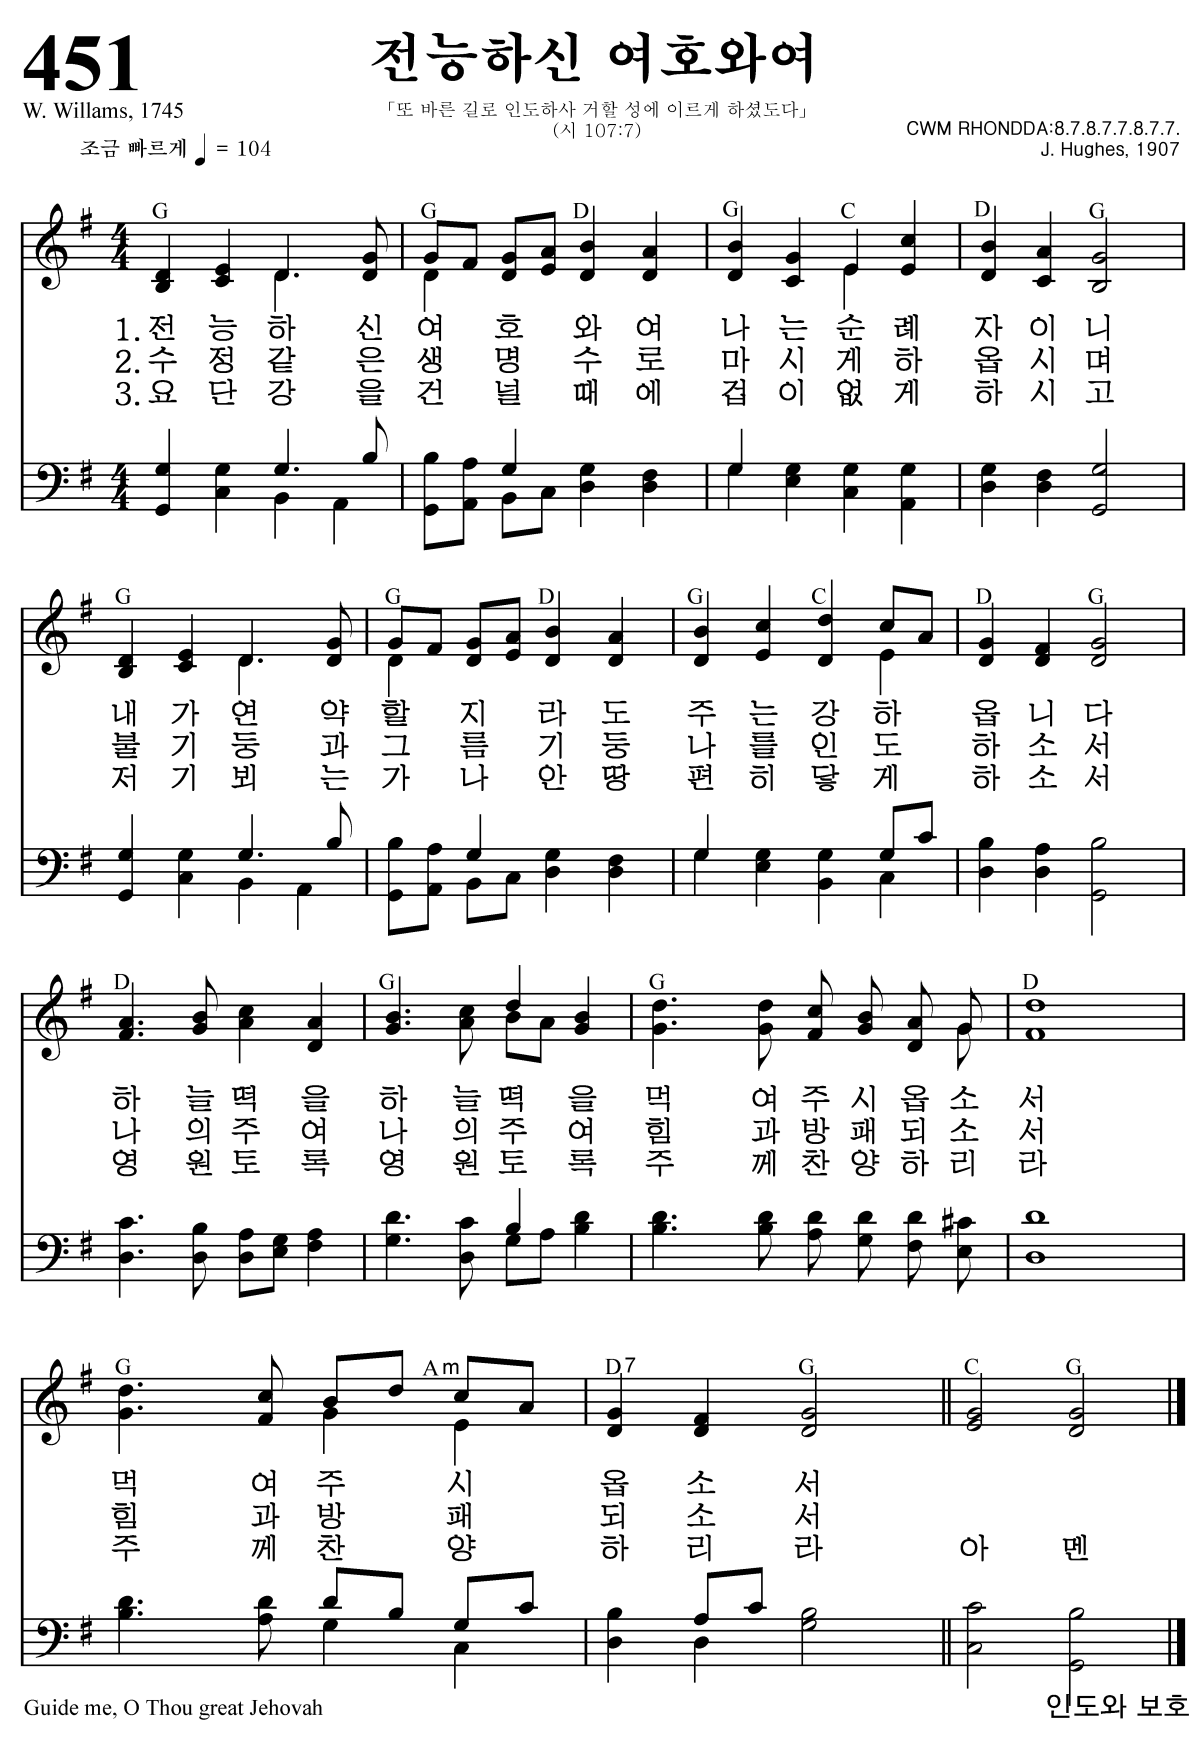 451
전능하신 여호와여
W. Willams, 1745
「또 바른 길로 인도하사 거할 성에 이르게 하셨도다」
(시 107:7)
CWM RHONDDA:8.7.8.7.7.8.7.7.
J. Hughes, 1907
조금 빠르게 ♩ = 104
G G D G C D G
1. 전 능 하 신 여 호 와 여 나 는 순 례 자 이 니
2. 수 정 같 은 생 명 수 로 마 시 게 하 옵 시 며
3. 요 단 강 을 건 널 때 에 겁 이 없 게 하 시 고
G G D G C D G
내 가 연 약 할 지 라 도 주 는 강 하 옵 니 다
불 기 둥 과 그 름 기 둥 나 를 인 도 하 소 서
저 기 뵈 는 가 나 안 땅 편 히 닿 게 하 소 서
D G G D
하 늘 떡 을 하 늘 떡 을 먹 여 주 시 옵 소 서
나 의 주 여 나 의 주 여 힘 과 방 패 되 소 서
영 원 토 록 영 원 토 록 주 께 찬 양 하 리 라
G Am D7 G C G
먹 여 주 시 옵 소 서
힘 과 방 패 되 소 서
주 께 찬 양 하 리 라 아 멘
Guide me, O Thou great Jehovah
인도와 보호